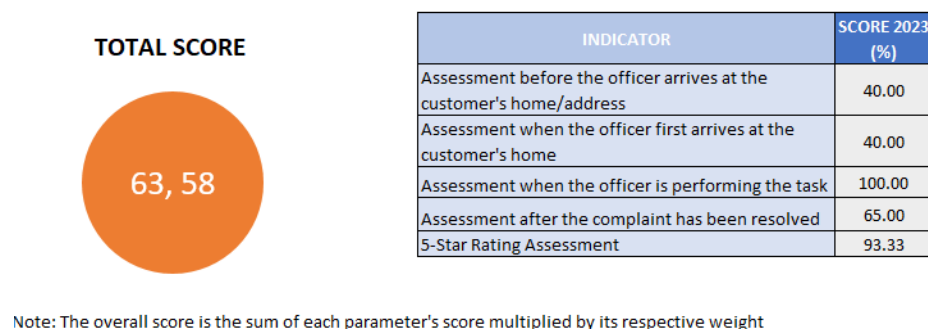 TOTAL SCORE
63, 58
INDICATOR
SCORE 2023
(%)
Assessment before the officer arrives at the
customer's home/address
40.00
Assessment when the officer first arrives at the
customer's home
40.00
Assessment when the officer is performing the task
100.00
Assessment after the complaint has been resolved
65.00
5-Star Rating Assessment
93.33
Note: The overall score is the sum of each parameter's score multiplied by its respective weight